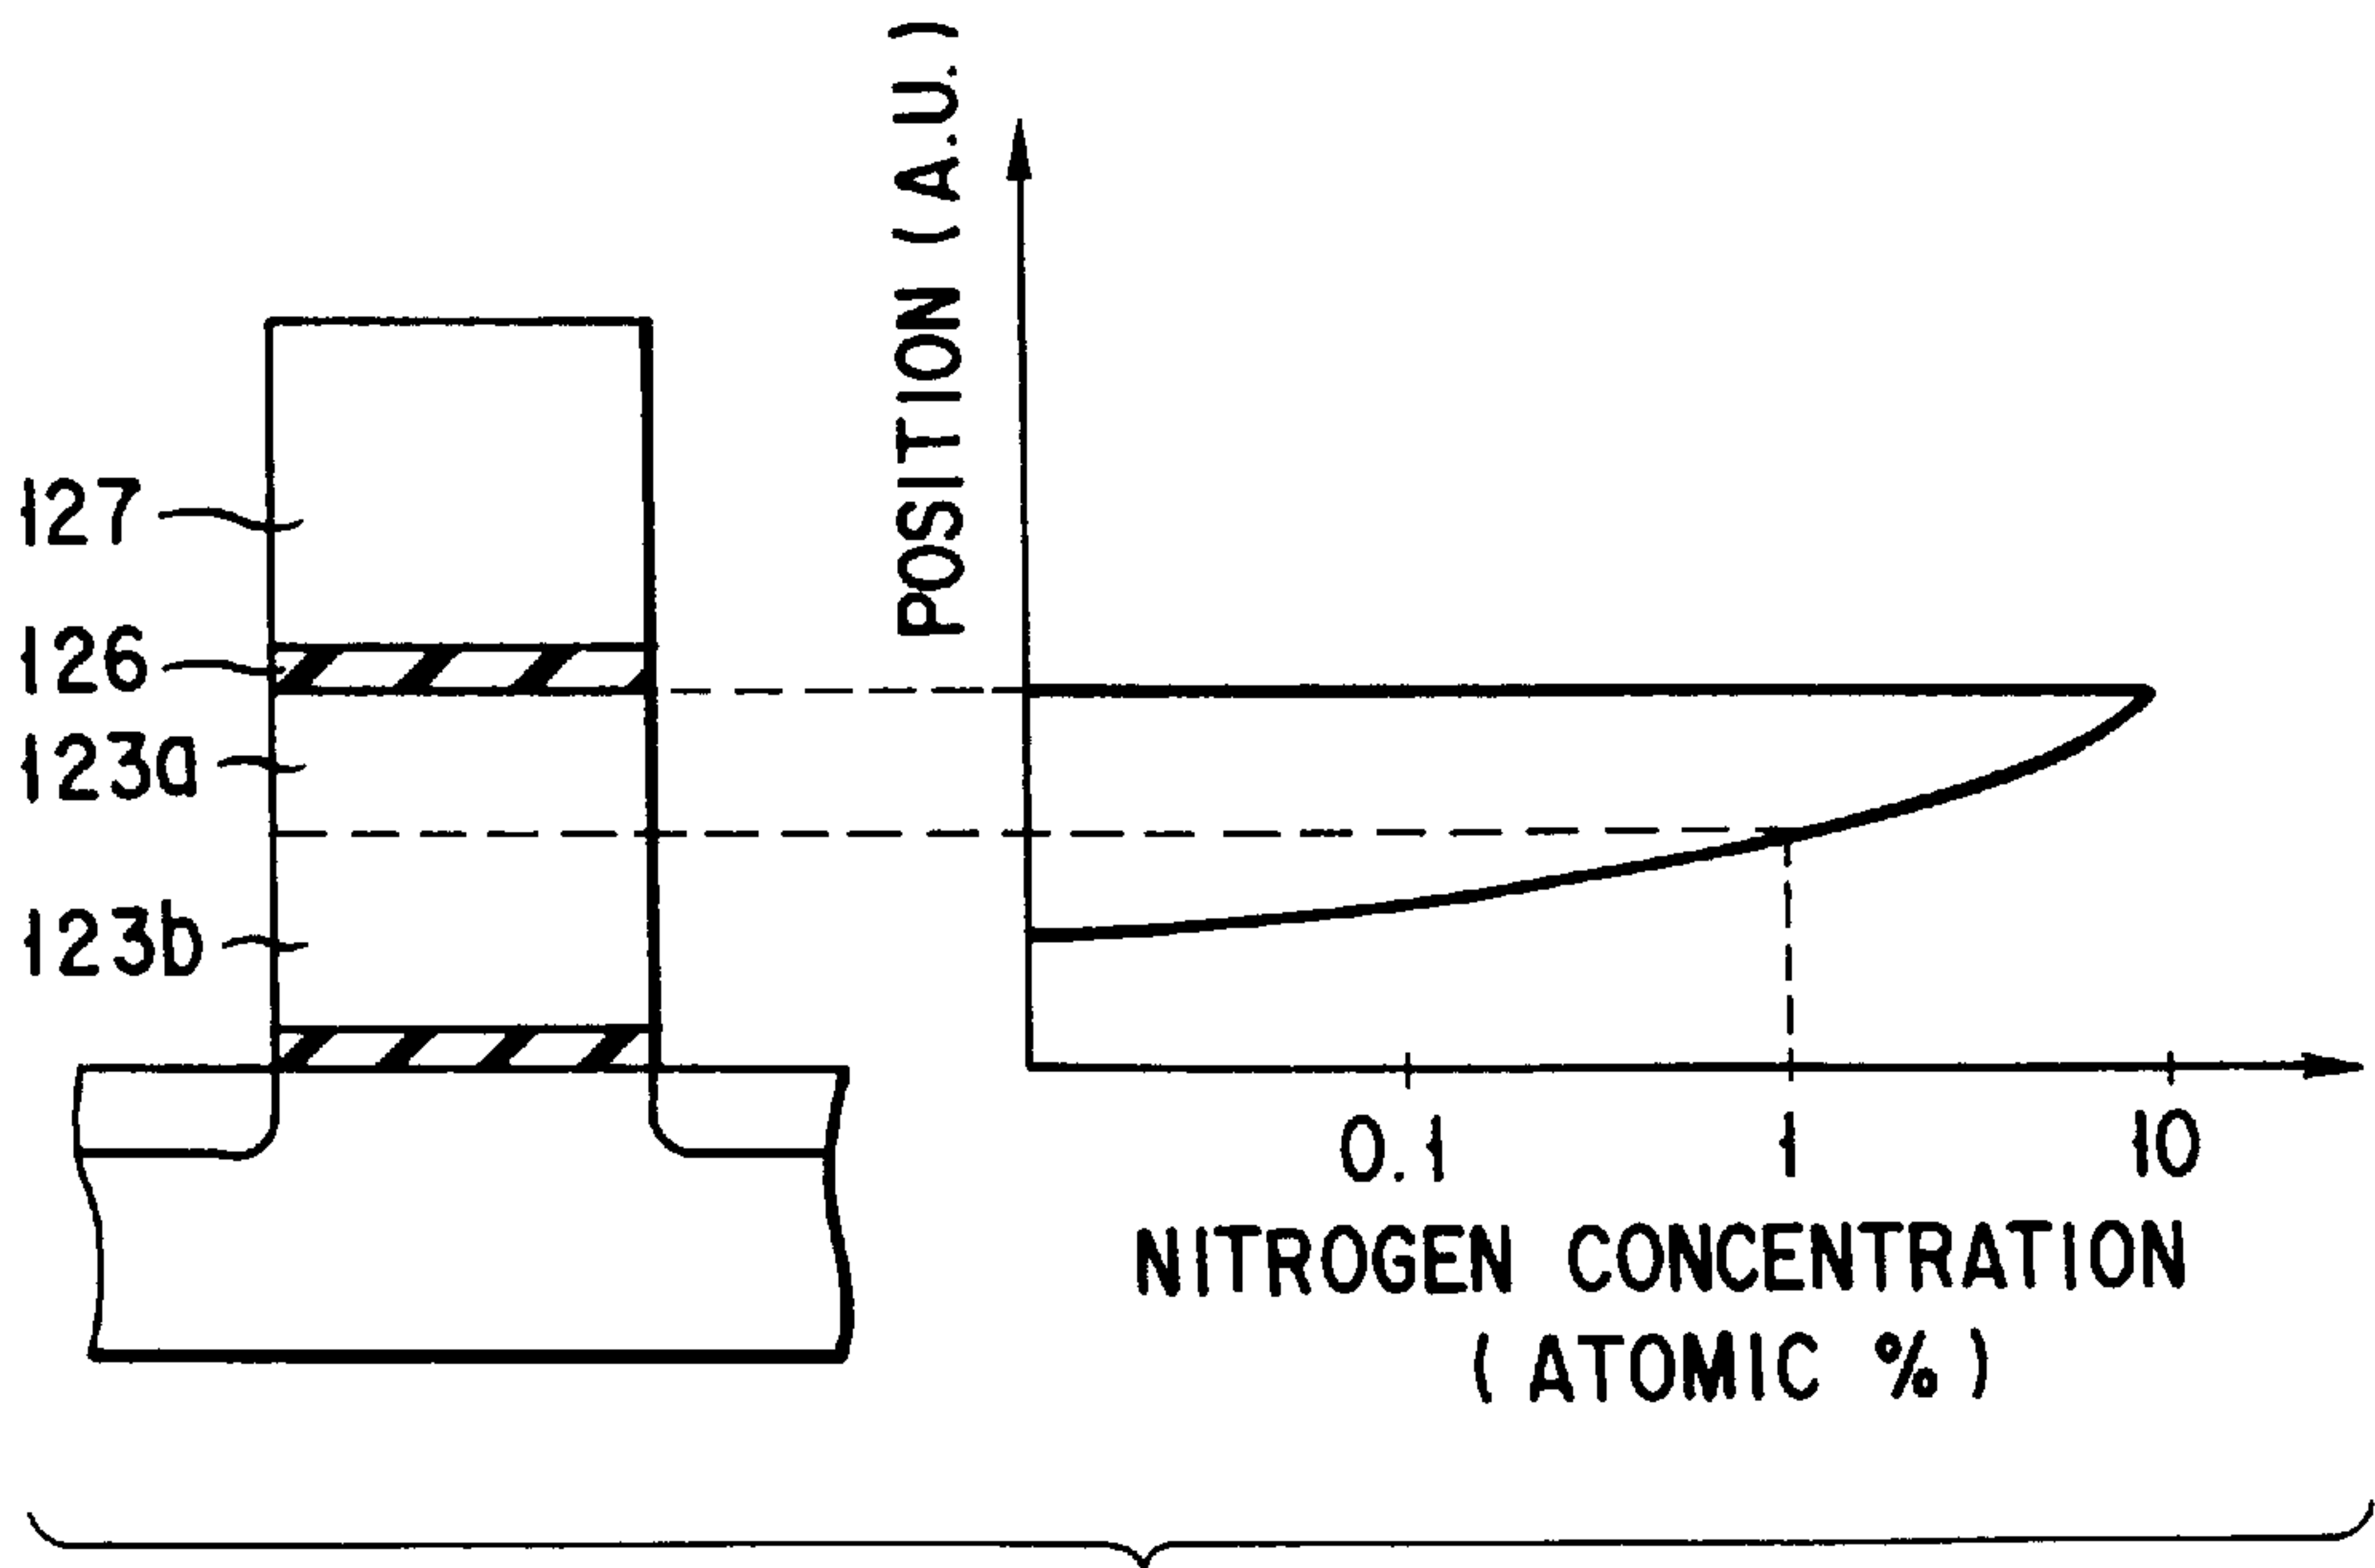 POSITION (A.U.)
127
126
123a
123b
0.1 1 10
NITROGEN CONCENTRATION
(ATOMIC %)